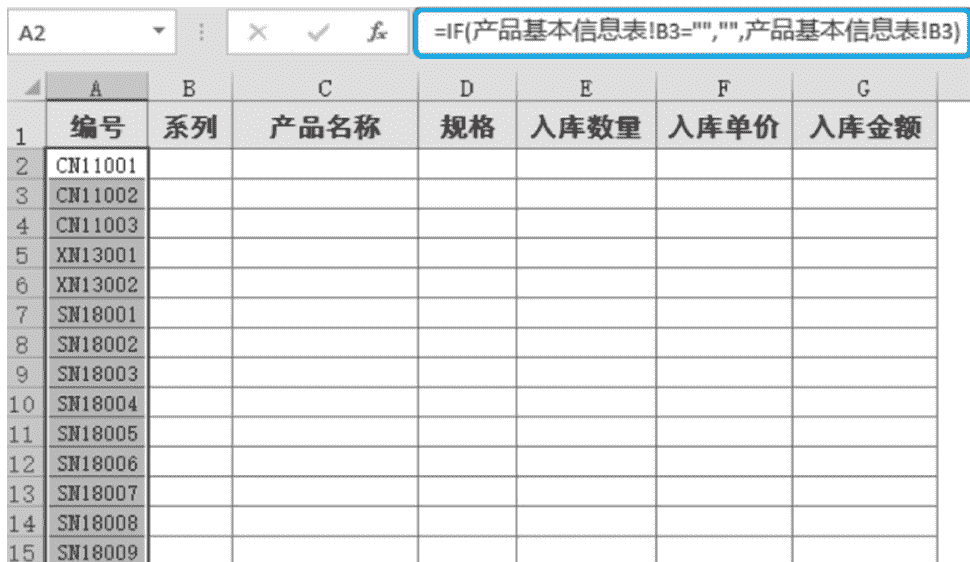 A2 fx =IF(产品基本信息表!B3="","",产品基本信息表!B3)
A B C D E F G
1 编号 系列 产品名称 规格 入库数量 入库单价 入库金额
2 CN11001
3 CN11002
4 CN11003
5 XN13001
6 XN13002
7 SN18001
8 SN18002
9 SN18003
10 SN18004
11 SN18005
12 SN18006
13 SN18007
14 SN18008
15 SN18009